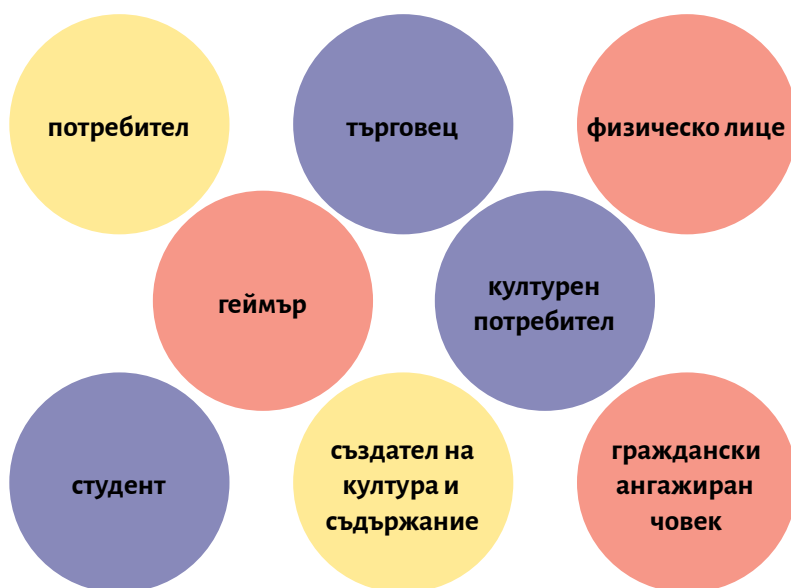 потребител
търговец
физическо лице
геймър
културен
потребител
студент
създател на
култура и
съдържание
граждански
ангажиран
човек